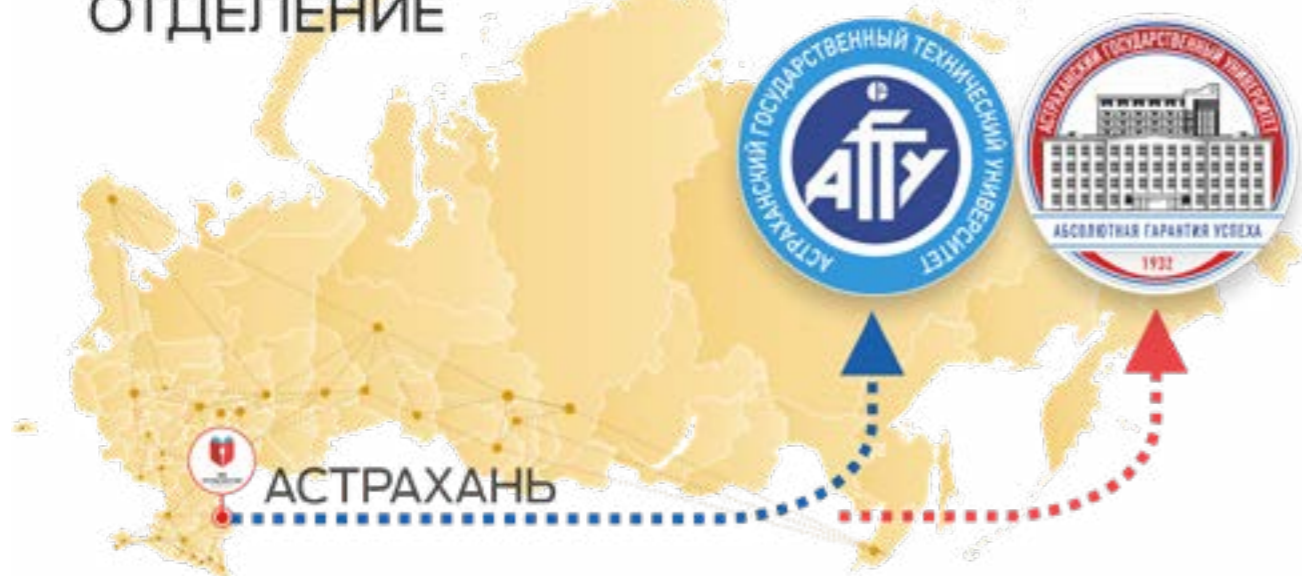 ОТДЕЛЕНИЕ
АСТРАХАНСКИЙ ГОСУДАРСТВЕННЫЙ ТЕХНИЧЕСКИЙ УНИВЕРСИТЕТ
АГТУ
АСТРАХАНСКИЙ ГОСУДАРСТВЕННЫЙ УНИВЕРСИТЕТ
АБСОЛЮТНАЯ ГАРАНТИЯ УСПЕХА
1932
АСТРАХАНЬ